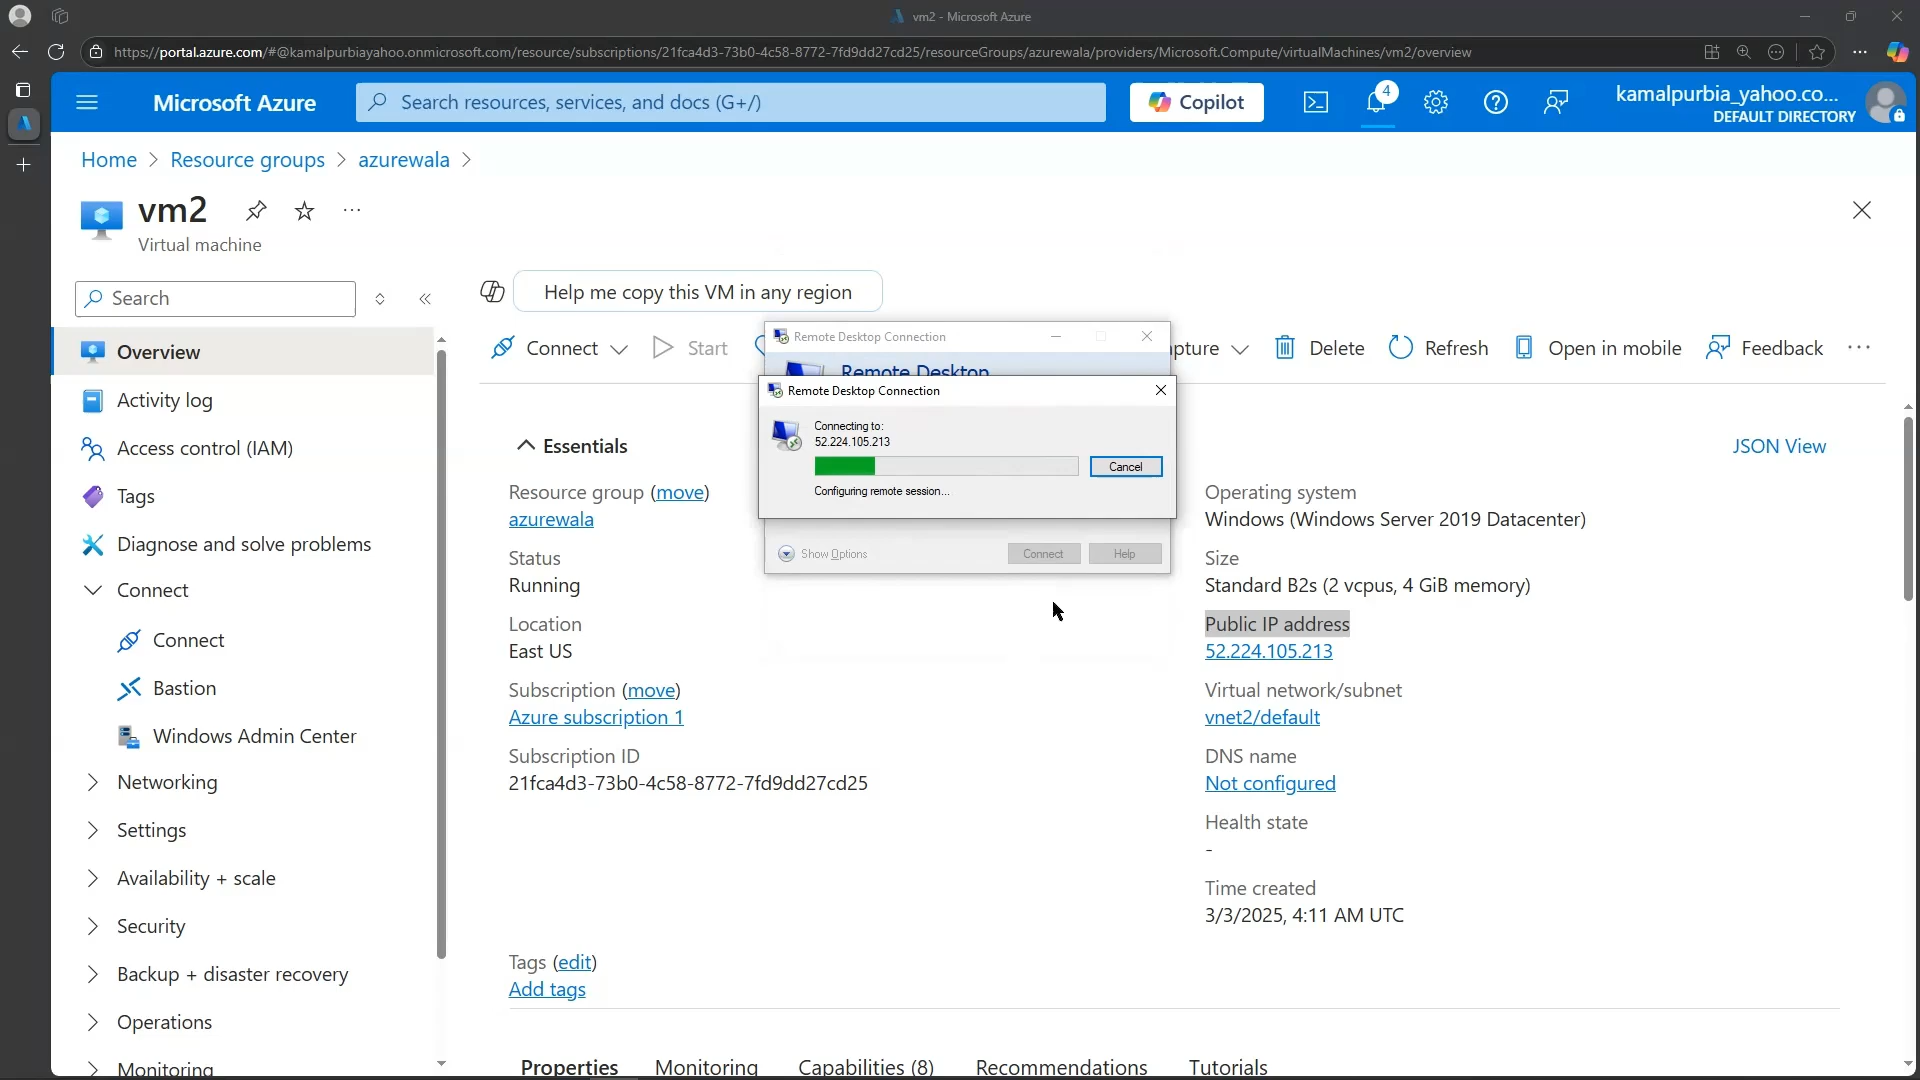 vm2 - Microsoft Azure
https://portal.azure.com/#@kamalpurbiayahoo.onmicrosoft.com/resource/subscriptions/21fca4d3-73b0-4c58-8772-7fd9dd27cd25/resourceGroups/azurewala/providers/Microsoft.Compute/virtualMachines/vm2/overview
Microsoft Azure
Search resources, services, and docs (G+/)
Copilot
4
kamalpurbia_yahoo.co...
DEFAULT DIRECTORY
Home > Resource groups > azurewala >
vm2
Virtual machine
Search
Help me copy this VM in any region
Connect
Start
pture
Delete
Refresh
Open in mobile
Feedback
Overview
Activity log
Access control (IAM)
Tags
Diagnose and solve problems
Connect
Connect
Bastion
Windows Admin Center
Networking
Settings
Availability + scale
Security
Backup + disaster recovery
Operations
Monitoring
Remote Desktop Connection
Remote Desktop
Remote Desktop Connection
Connecting to:
52.224.105.213
Cancel
Configuring remote session...
Show Options
Connect
Help
Essentials
JSON View
Resource group (move)
azurewala
Status
Running
Location
East US
Subscription (move)
Azure subscription 1
Subscription ID
21fca4d3-73b0-4c58-8772-7fd9dd27cd25
Operating system
Windows (Windows Server 2019 Datacenter)
Size
Standard B2s (2 vcpus, 4 GiB memory)
Public IP address
52.224.105.213
Virtual network/subnet
vnet2/default
DNS name
Not configured
Health state
-
Time created
3/3/2025, 4:11 AM UTC
Tags (edit)
Add tags
Properties
Monitoring
Capabilities (8)
Recommendations
Tutorials